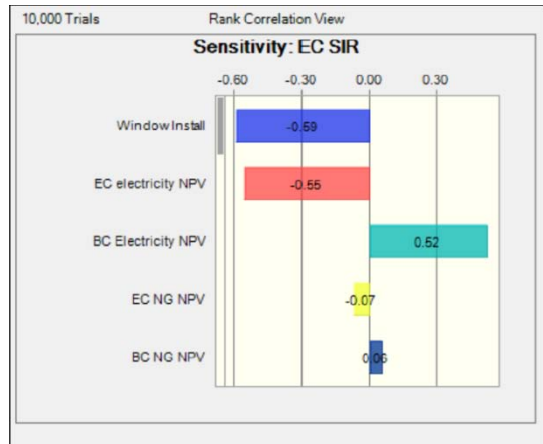 10,000 Trials Rank Correlation View
Sensitivity: EC SIR
-0.60 -0.30 0.00 0.30
Window Install -0.59
EC electricity NPV -0.55
BC Electricity NPV 0.52
EC NG NPV -0.07
BC NG NPV 0.06